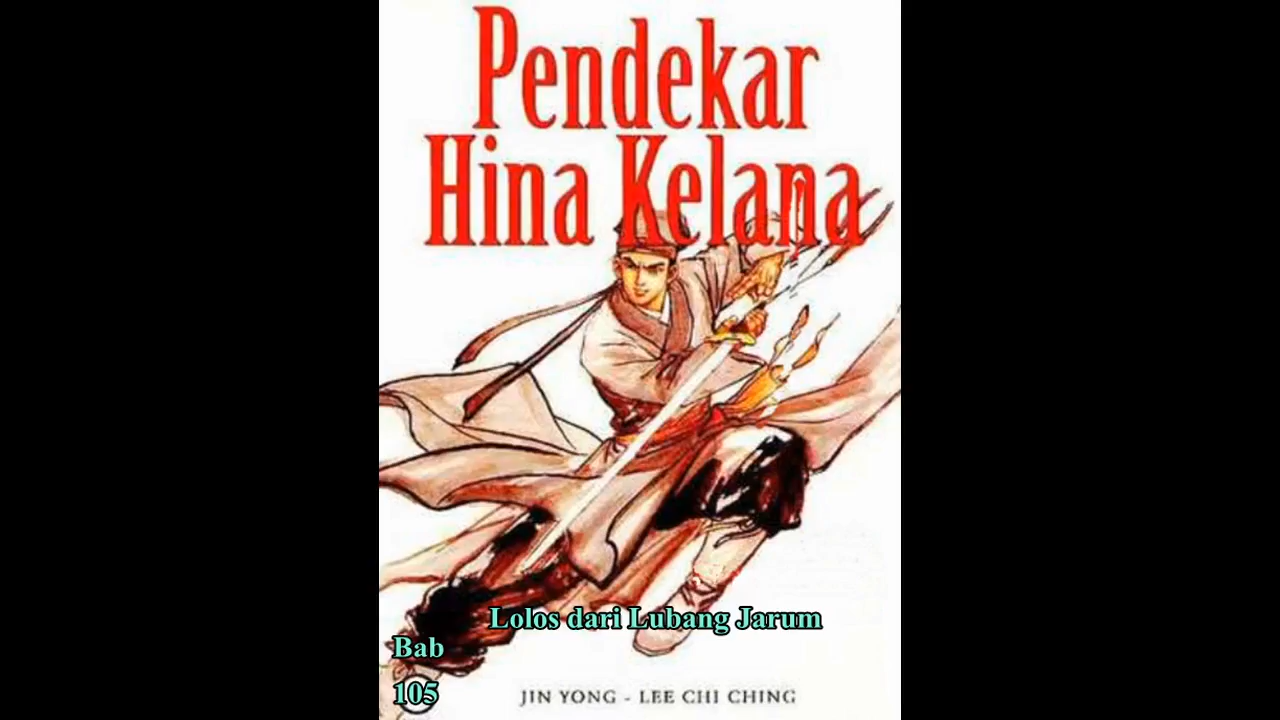 Pendekar
Hina Kelana
Lolos dari Lubang Jarum
Bab
105
JIN YONG - LEE CHI CHING